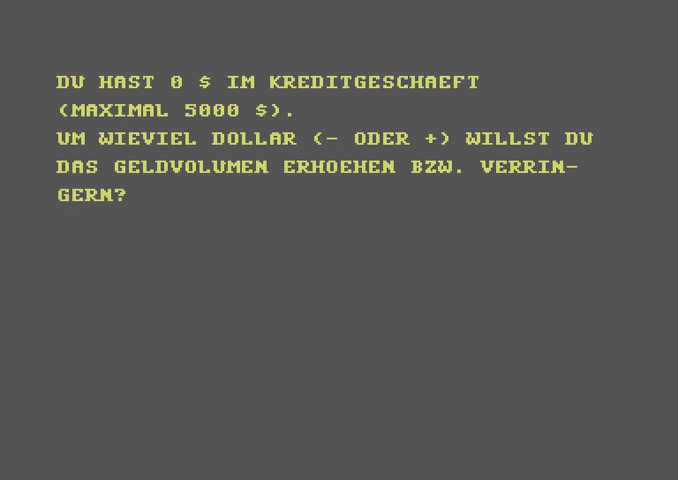 DU HAST 0 $ IM KREDITGESCHAEFT
(MAXIMAL 5000 $).
UM WIEVIEL DOLLAR (- ODER +) WILLST DU
DAS GELDVOLUMEN ERHOEHEN BZW. VERRIN-
GERN?